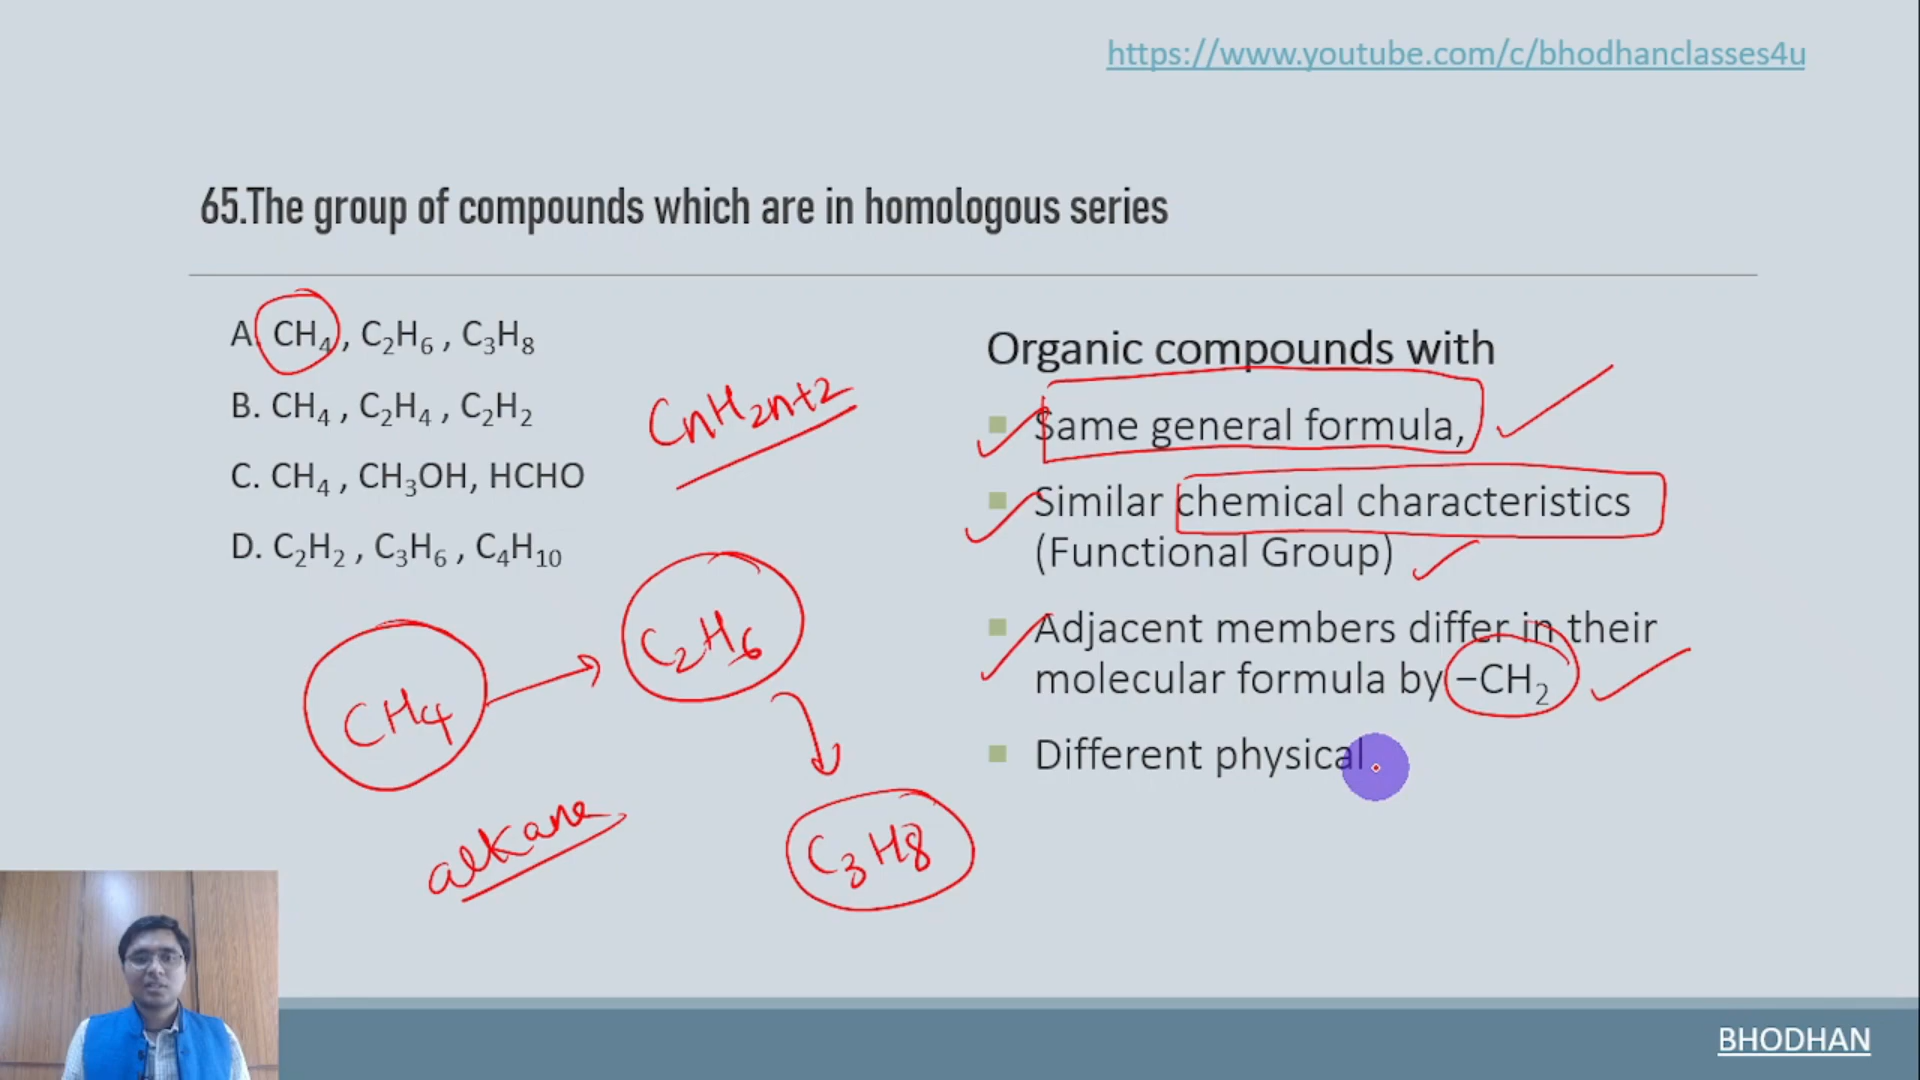 https://www.youtube.com/c/bhodhanclasses4u
65.The group of compounds which are in homologous series
A. CH₄ , C₂H₆ , C₃H₈
B. CH₄ , C₂H₄ , C₂H₂
C. CH₄ , CH₃OH, HCHO
D. C₂H₂ , C₃H₆ , C₄H₁₀
CnH2n+2
CH4
C2H6
C3H8
alkane
Organic compounds with
Same general formula,
Similar chemical characteristics
(Functional Group)
Adjacent members differ in their
molecular formula by −CH₂
Different physical
BHODHAN